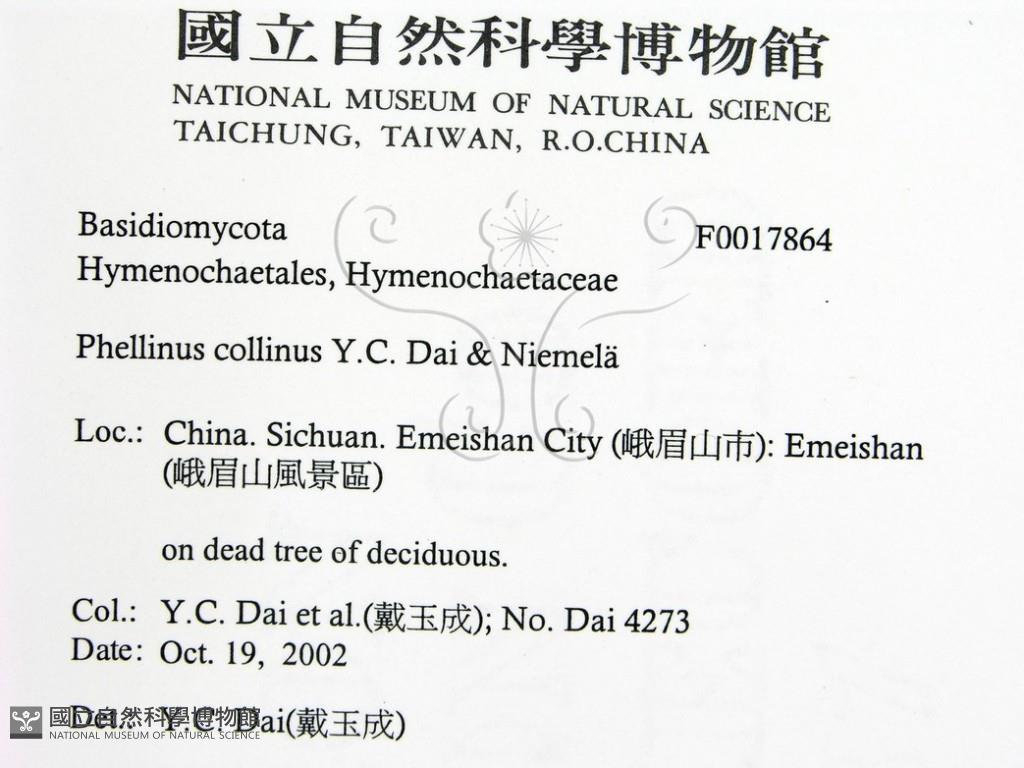 國立自然科學博物館
NATIONAL MUSEUM OF NATURAL SCIENCE
TAICHUNG, TAIWAN, R.O.CHINA
Basidiomycota F0017864
Hymenochaetales, Hymenochaetaceae
Phellinus collinus Y.C. Dai & Niemelä
Loc.: China. Sichuan. Emeishan City (峨眉山市): Emeishan
(峨眉山風景區)
on dead tree of deciduous.
Col.: Y.C. Dai et al.(戴玉成); No. Dai 4273
Date: Oct. 19, 2002
Det.: Y.C. Dai(戴玉成)
國立自然科學博物館
NATIONAL MUSEUM OF NATURAL SCIENCE